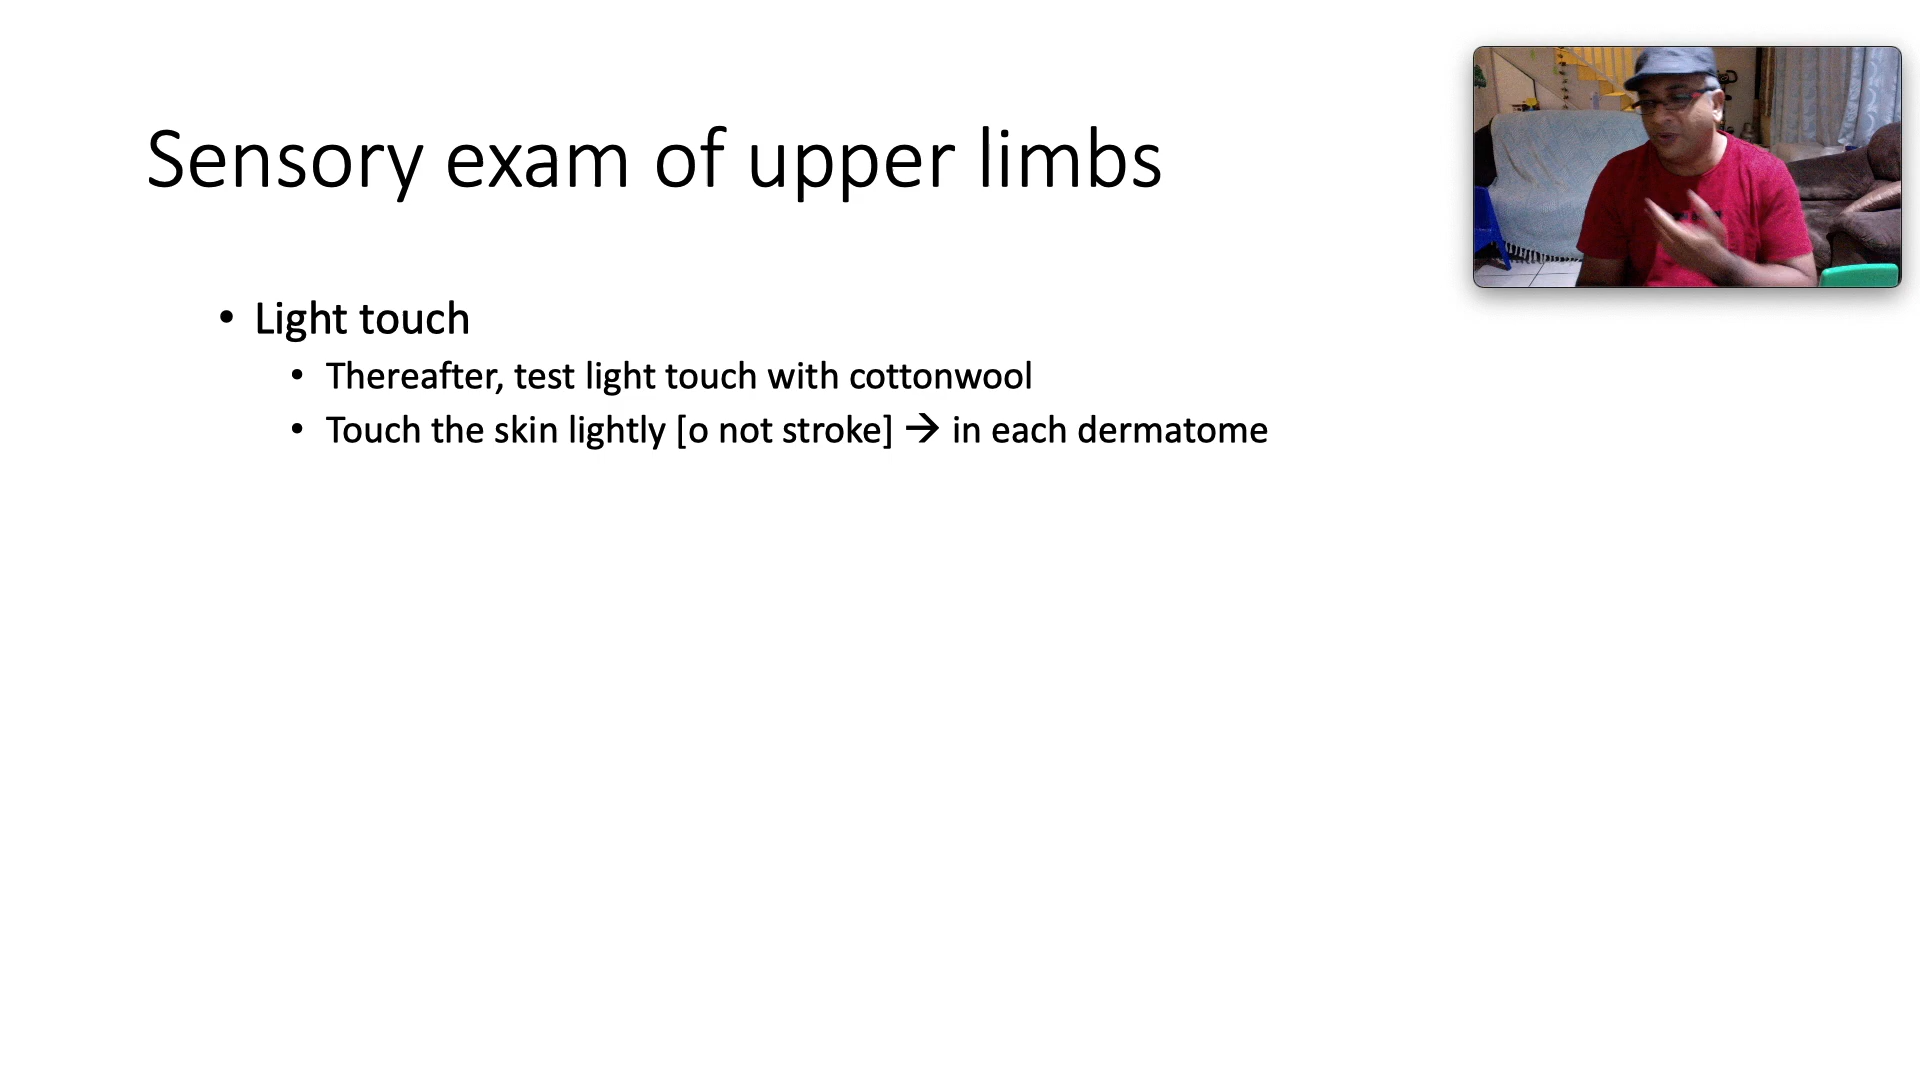 Sensory exam of upper limbs
• Light touch
• Thereafter, test light touch with cottonwool
• Touch the skin lightly [o not stroke] → in each dermatome